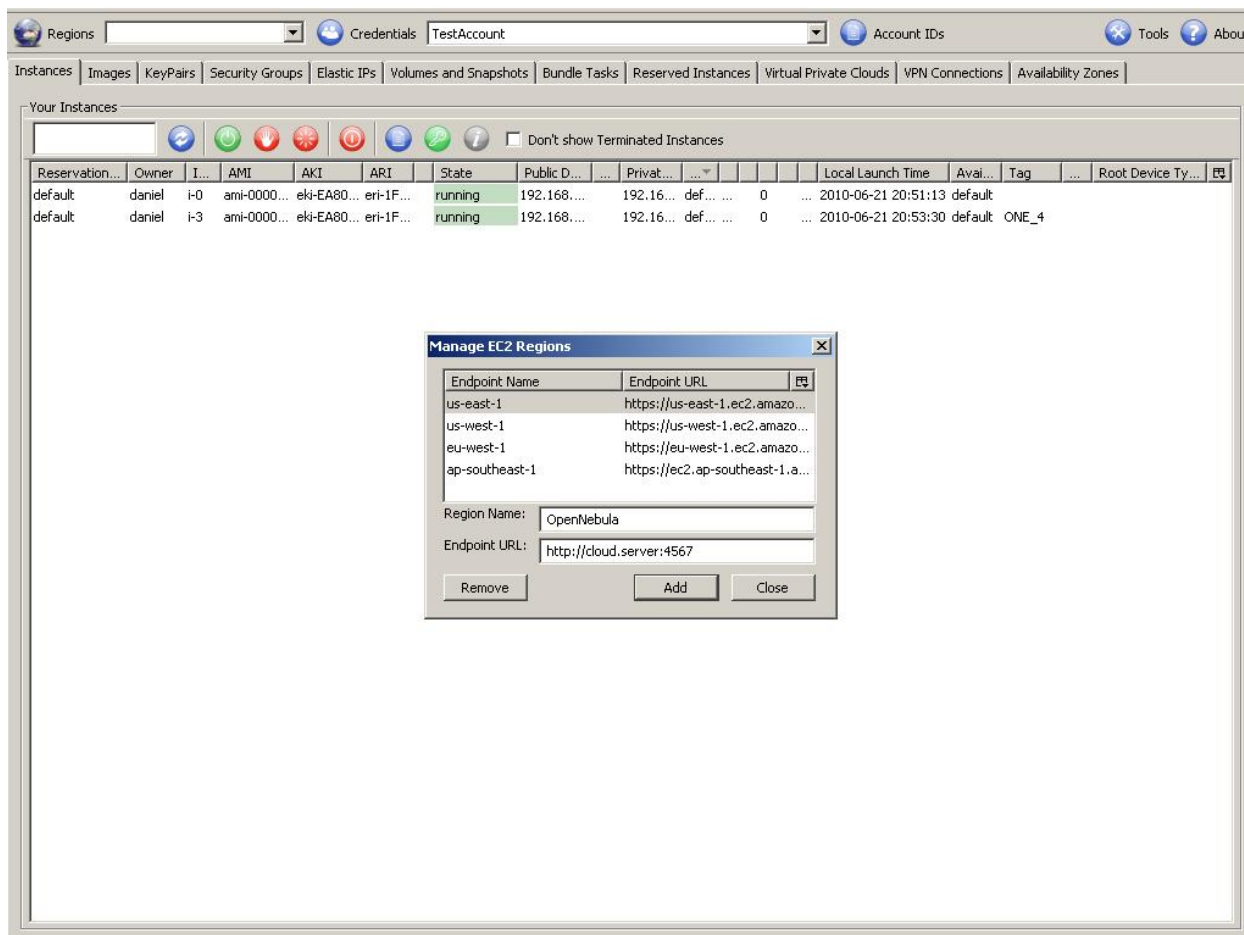 Regions Credentials TestAccount Account IDs Tools Abou
Instances Images KeyPairs Security Groups Elastic IPs Volumes and Snapshots Bundle Tasks Reserved Instances Virtual Private Clouds VPN Connections Availability Zones
Your Instances
Don't show Terminated Instances
Reservation... Owner I... AMI AKI ARI State Public D... ... Privat... ... Local Launch Time Avai... Tag ... Root Device Ty...
default daniel i-0 ami-0000... eki-EA80... eri-1F... running 192.168.... 192.16... def... ... 0 ... 2010-06-21 20:51:13 default
default daniel i-3 ami-0000... eki-EA80... eri-1F... running 192.168.... 192.16... def... ... 0 ... 2010-06-21 20:53:30 default ONE_4
Manage EC2 Regions
Endpoint Name Endpoint URL
us-east-1 https://us-east-1.ec2.amazo...
us-west-1 https://us-west-1.ec2.amazo...
eu-west-1 https://eu-west-1.ec2.amazo...
ap-southeast-1 https://ec2.ap-southeast-1.a...
Region Name: OpenNebula
Endpoint URL: http://cloud.server:4567
Remove Add Close